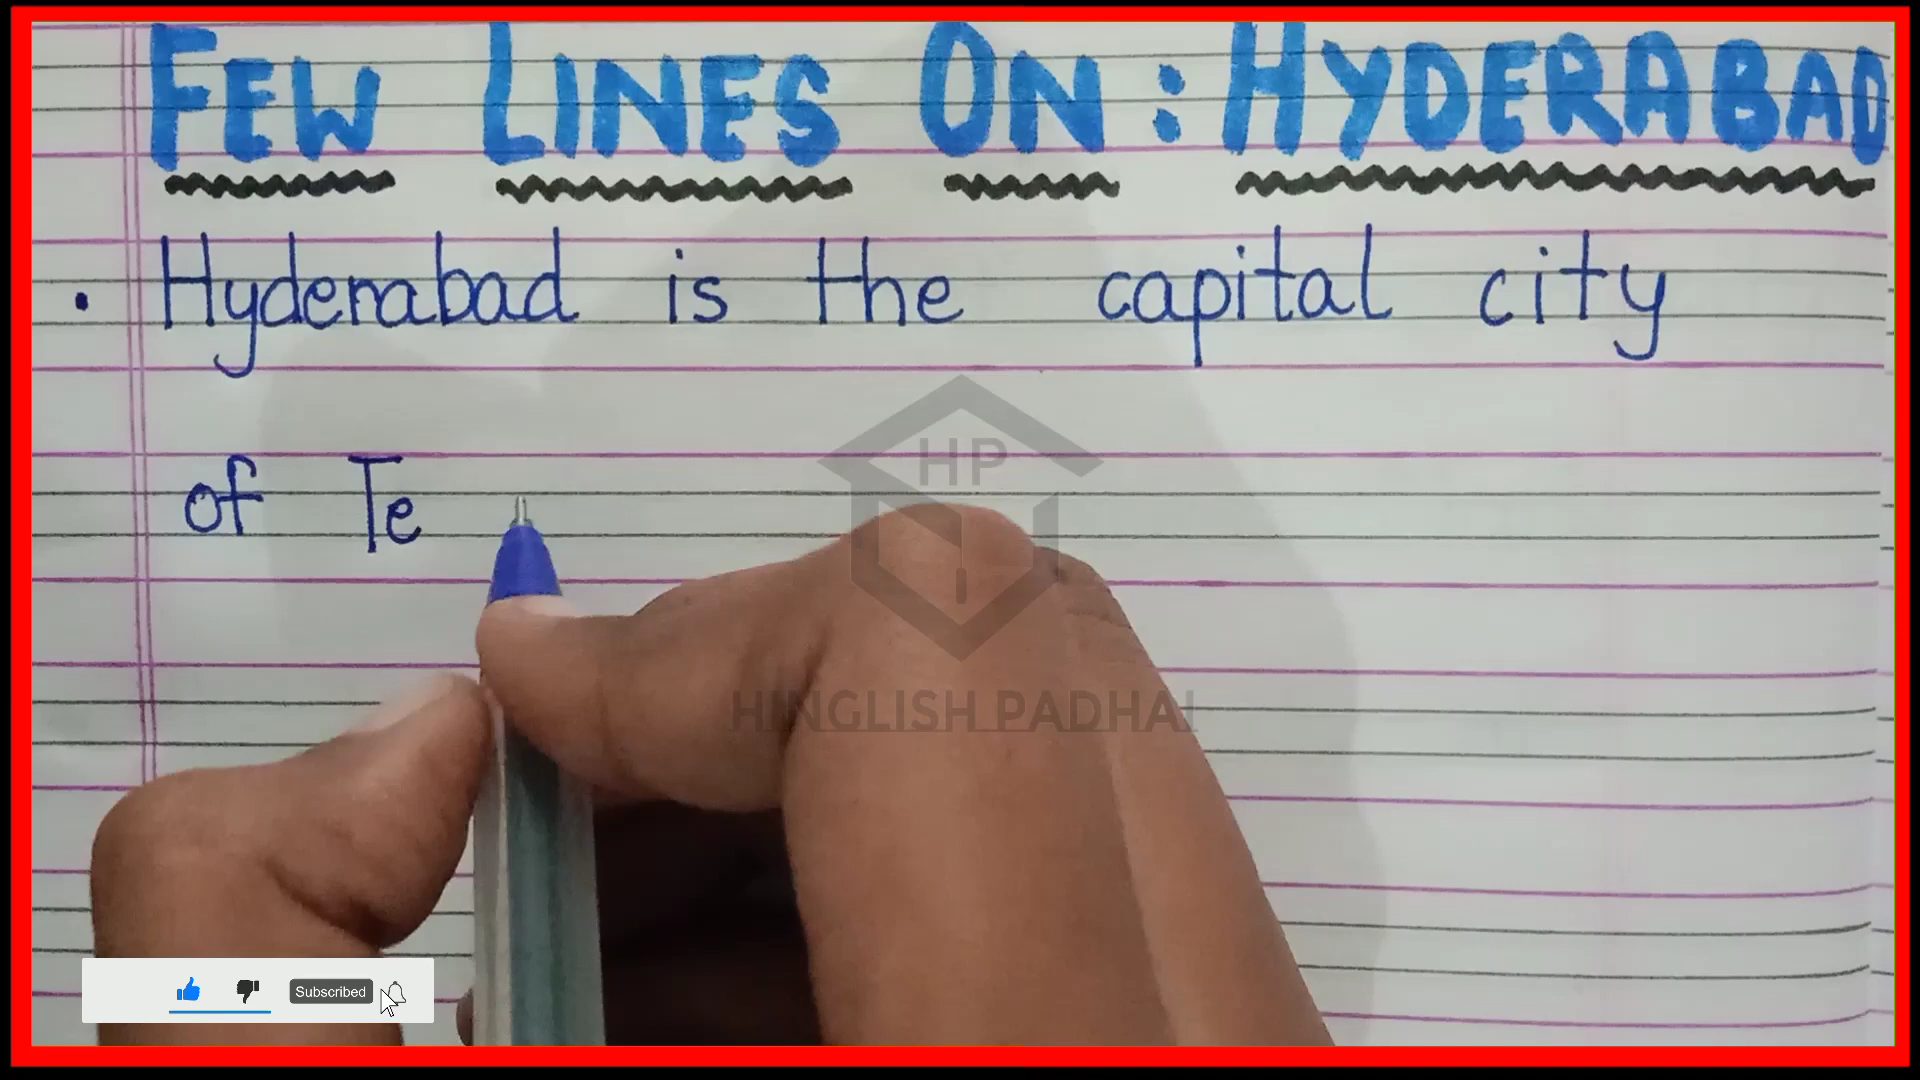 FEW LINES ON : HYDERABAD
• Hyderabad is the capital city
of Te
HP
HINGLISH PADHAI
Subscribed